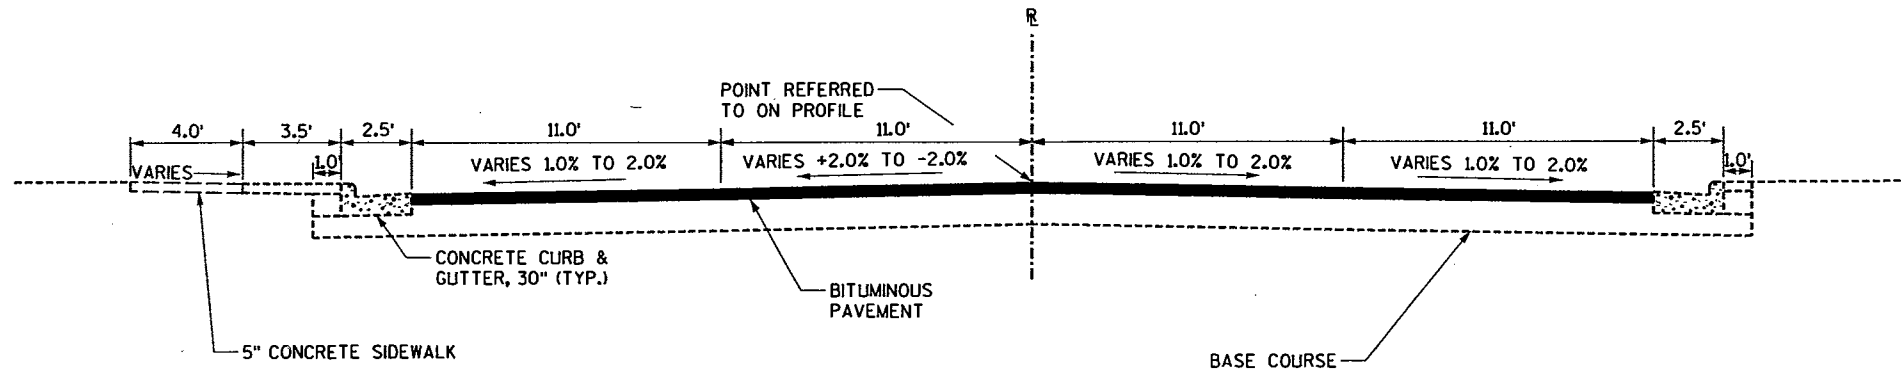 R
POINT REFERRED
TO ON PROFILE
4.0' 3.5' 2.5' 11.0' 11.0' 11.0' 11.0' 2.5'
1.0' VARIES 1.0% TO 2.0% VARIES +2.0% TO -2.0% VARIES 1.0% TO 2.0% VARIES 1.0% TO 2.0% 1.0'
VARIES
CONCRETE CURB &
GUTTER, 30" (TYP.)
BITUMINOUS
PAVEMENT
5" CONCRETE SIDEWALK
BASE COURSE